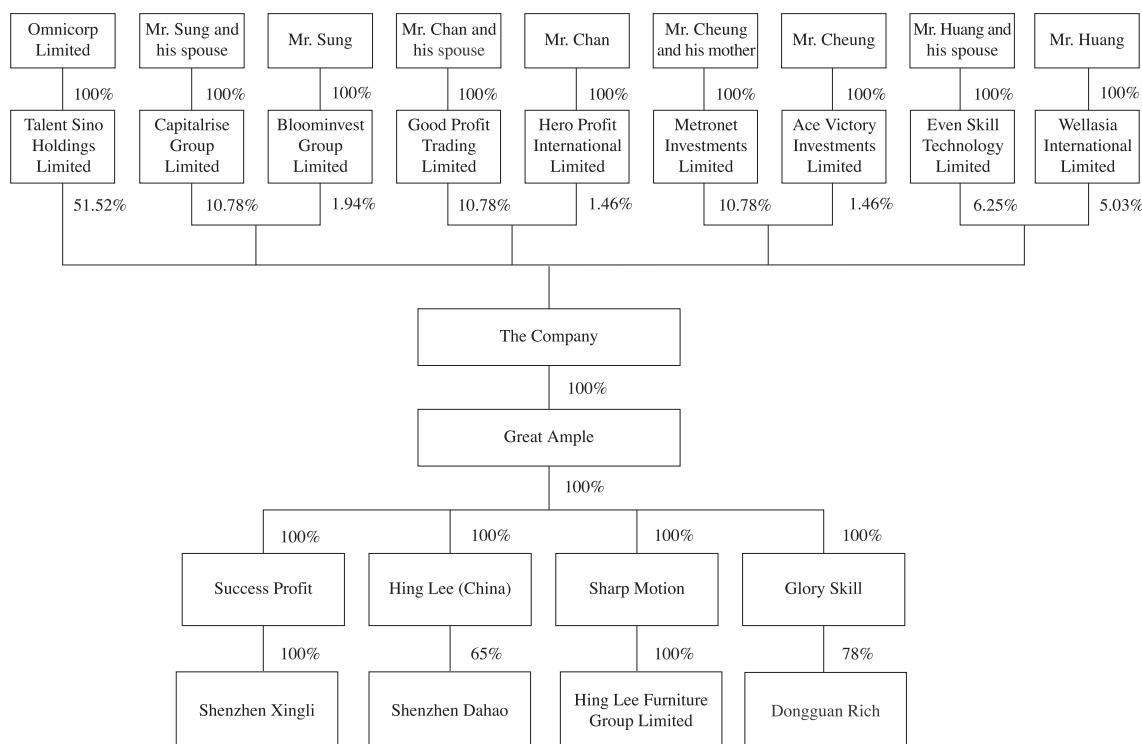 Omnicorp
Limited
Mr. Sung and
his spouse
Mr. Sung
Mr. Chan and
his spouse
Mr. Chan
Mr. Cheung
and his mother
Mr. Cheung
Mr. Huang and
his spouse
Mr. Huang
100%
100%
100%
100%
100%
100%
100%
100%
100%
Talent Sino
Holdings
Limited
Capitalrise
Group
Limited
Bloominvest
Group
Limited
Good Profit
Trading
Limited
Hero Profit
International
Limited
Metronet
Investments
Limited
Ace Victory
Investments
Limited
Even Skill
Technology
Limited
Wellasia
International
Limited
51.52%
10.78%
1.94%
10.78%
1.46%
10.78%
1.46%
6.25%
5.03%
The Company
100%
Great Ample
100%
100%
100%
100%
100%
Success Profit
Hing Lee (China)
Sharp Motion
Glory Skill
100%
65%
100%
78%
Shenzhen Xingli
Shenzhen Dahao
Hing Lee Furniture
Group Limited
Dongguan Rich